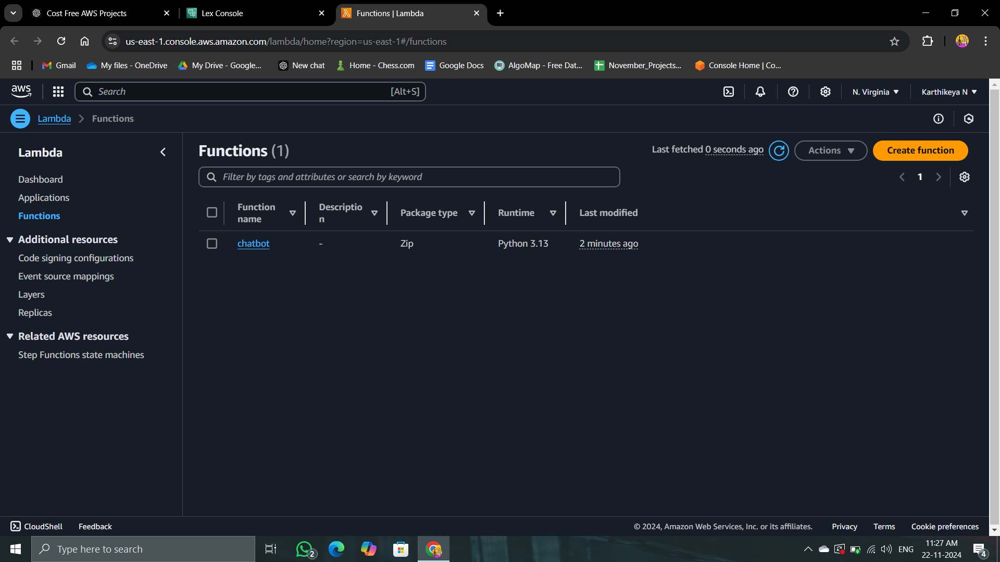 Cost Free AWS Projects
Lex Console
Functions | Lambda
us-east-1.console.aws.amazon.com/lambda/home?region=us-east-1#/functions
Gmail
My files - OneDrive
My Drive - Google...
New chat
Home - Chess.com
Google Docs
AlgoMap - Free Dat...
November_Projects...
Console Home | Co...
aws
Search
[Alt+S]
N. Virginia
Karthikeya N
Lambda
Functions
Lambda
Dashboard
Applications
Functions
Additional resources
Code signing configurations
Event source mappings
Layers
Replicas
Related AWS resources
Step Functions state machines
Functions (1)
Last fetched 0 seconds ago
Actions
Create function
Filter by tags and attributes or search by keyword
1
Function
name
Descriptio
n
Package type
Runtime
Last modified
chatbot
-
Zip
Python 3.13
2 minutes ago
CloudShell
Feedback
© 2024, Amazon Web Services, Inc. or its affiliates.
Privacy
Terms
Cookie preferences
Type here to search
2
ENG
11:27 AM
22-11-2024
4